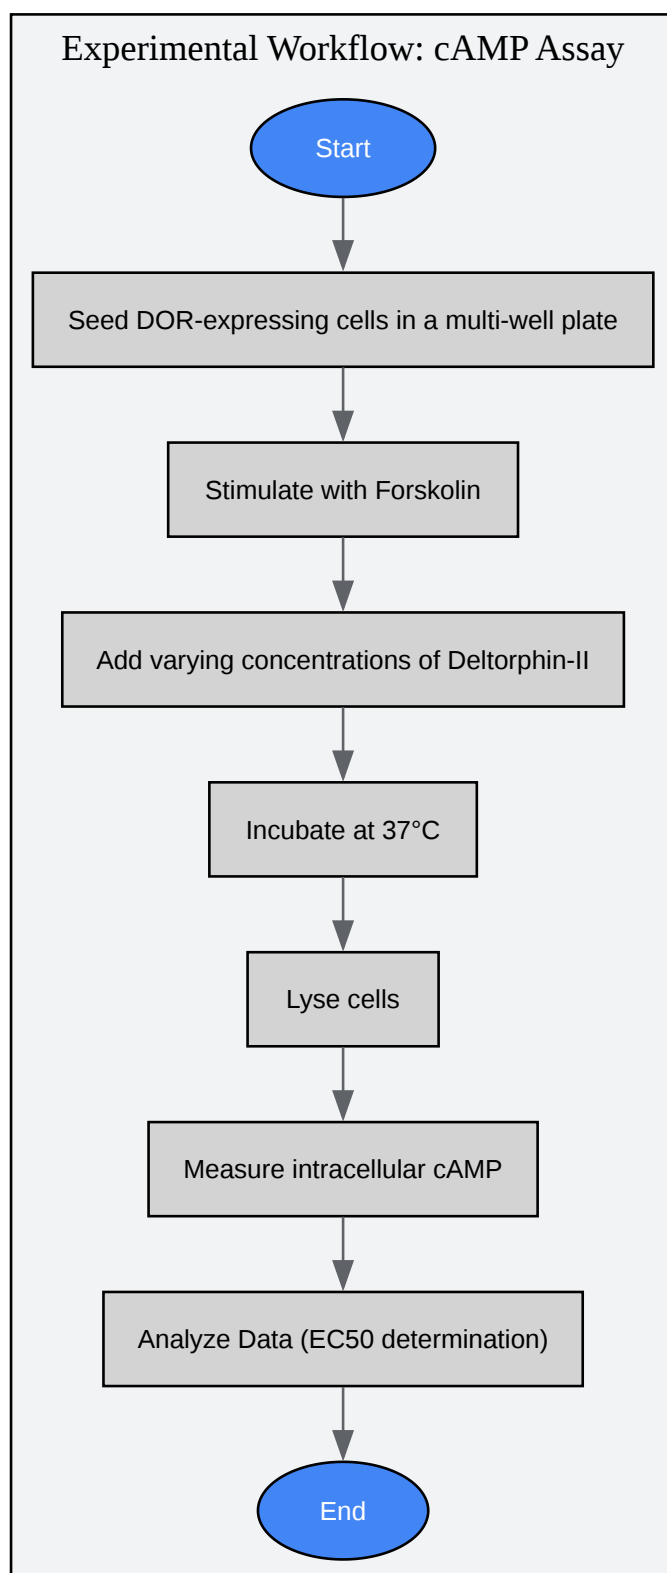 Experimental Workflow: cAMP Assay
Start
Seed DOR-expressing cells in a multi-well plate
Stimulate with Forskolin
Add varying concentrations of Deltorphin-II
Incubate at 37°C
Lyse cells
Measure intracellular cAMP
Analyze Data (EC50 determination)
End